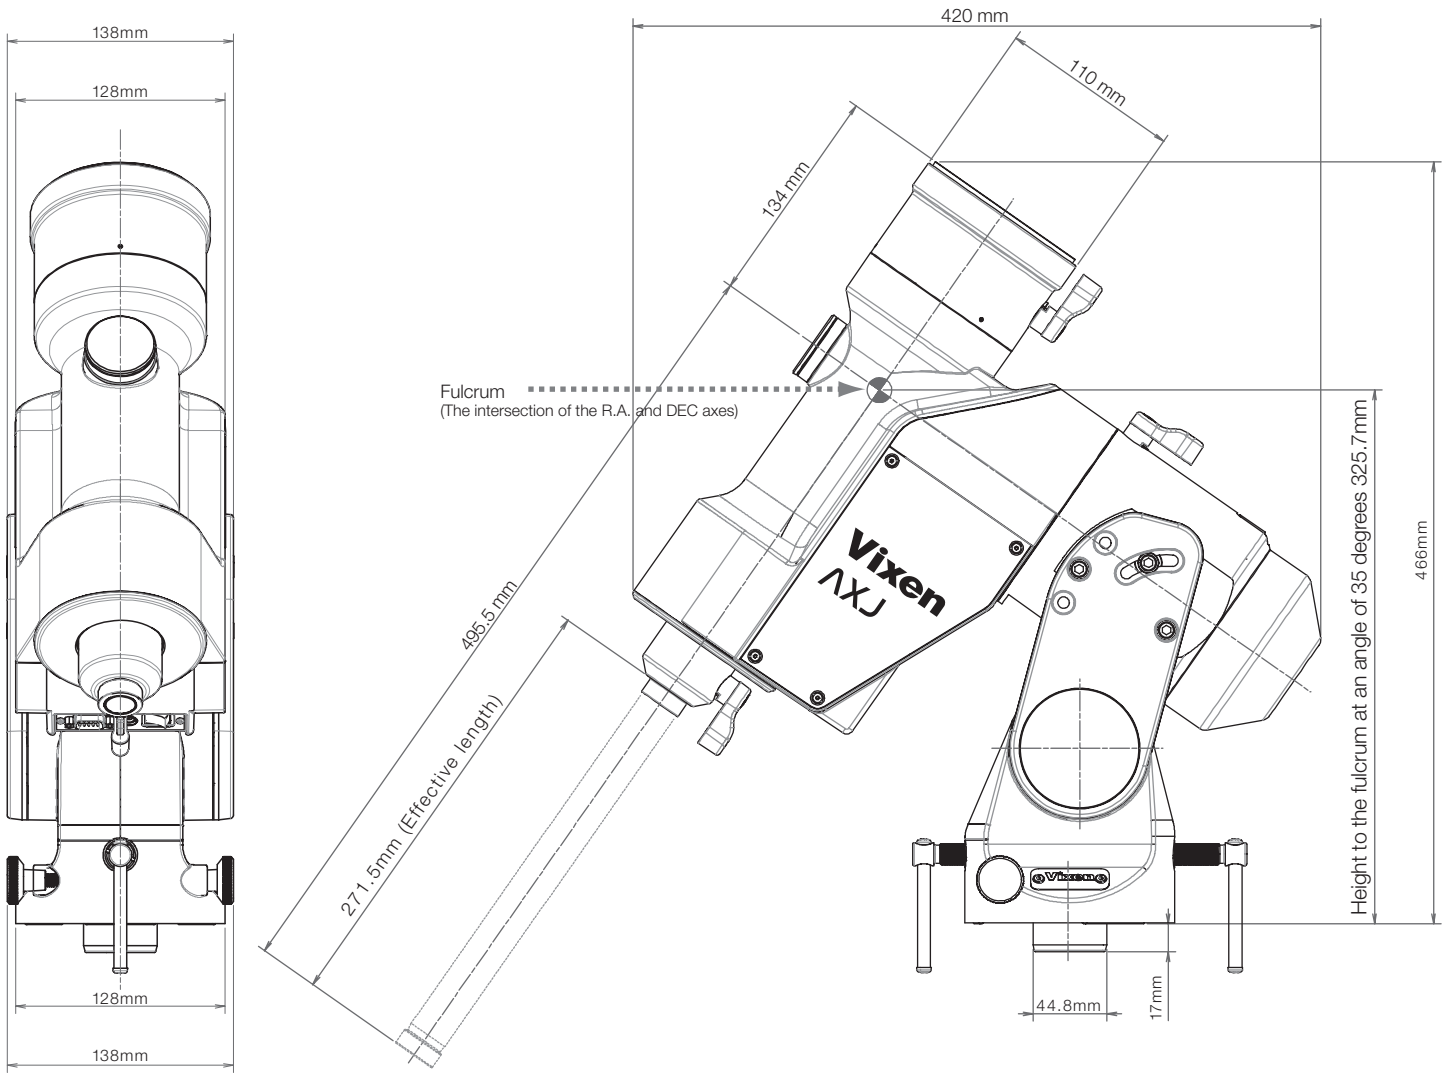 138mm
128mm
420 mm
110 mm
134 mm
Fulcrum
(The intersection of the R.A. and DEC axes)
495.5 mm
271.5mm (Effective length)
Vixen
AXJ
Height to the fulcrum at an angle of 35 degrees 325.7mm
466mm
Vixen
44.8mm
17mm
128mm
138mm